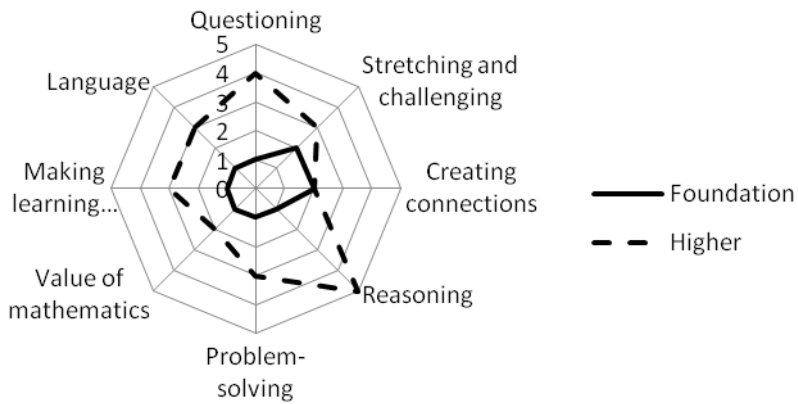 Questioning
5
4
3
2
1
0
Stretching and
challenging
Creating
connections
Reasoning
Problem-
solving
Value of
mathematics
Making
learning...
Language
Foundation
Higher